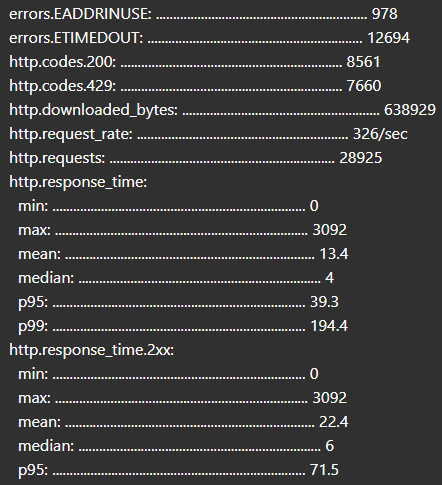 errors.EADDRINUSE: ...................................................... 978
errors.ETIMEDOUT: ...................................................... 12694
http.codes.200: ............................................................ 8561
http.codes.429: ............................................................ 7660
http.downloaded_bytes: .................................................. 638929
http.request_rate: ..................................................... 326/sec
http.requests: ......................................................... 28925
http.response_time:
min: ............................................................... 0
max: ............................................................... 3092
mean: .............................................................. 13.4
median: ............................................................ 4
p95: ............................................................... 39.3
p99: ............................................................... 194.4
http.response_time.2xx:
min: ............................................................... 0
max: ............................................................... 3092
mean: .............................................................. 22.4
median: ............................................................ 6
p95: ............................................................... 71.5